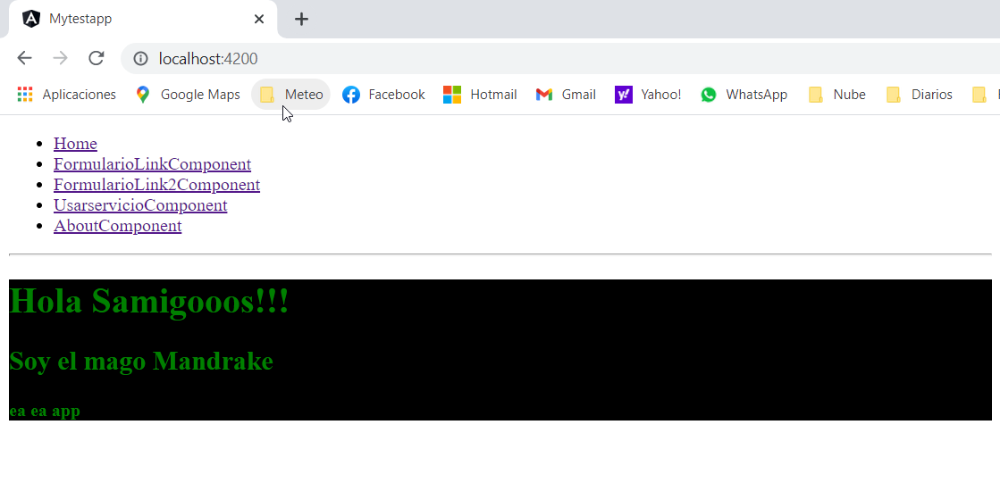 Mytestapp
localhost:4200
Aplicaciones Google Maps Meteo Facebook Hotmail Gmail Yahoo! WhatsApp Nube Diarios
Home
FormularioLinkComponent
FormularioLink2Component
UsarservicioComponent
AboutComponent
Hola Samigooos!!!
Soy el mago Mandrake
ea ea app